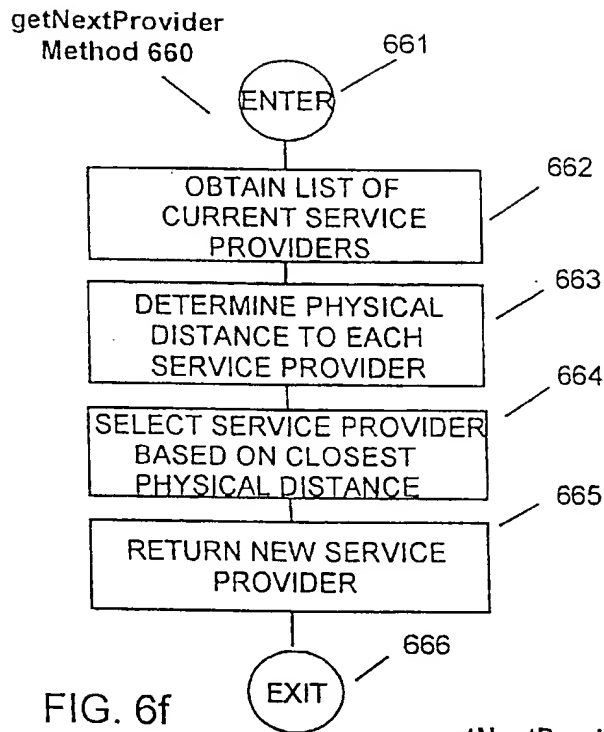 getNextProvider
Method 660
661
ENTER
662
OBTAIN LIST OF
CURRENT SERVICE
PROVIDERS
663
DETERMINE PHYSICAL
DISTANCE TO EACH
SERVICE PROVIDER
664
SELECT SERVICE PROVIDER
BASED ON CLOSEST
PHYSICAL DISTANCE
665
RETURN NEW SERVICE
PROVIDER
666
EXIT
FIG. 6f